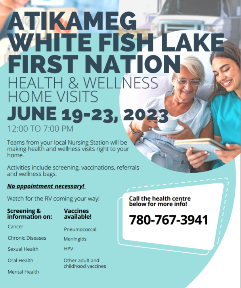 ATIKAMEG
WHITE FISH LAKE
FIRST NATION
HEALTH & WELLNESS
HOME VISITS
JUNE 19-23, 2023
12:00 TO 7:00 PM
Teams from your local Nursing Station will be
making health and wellness visits right to your
home.
Activities include screening, vaccinations, referrals
and wellness bags.
No appointment necessary!
Watch for the RV coming your way!
Screening &
Information on:
Cancer
Chronic Diseases
Sexual Health
Oral Health
Mental Health
Vaccines
available!
Pneumococcal
Meningitis
HPV
Other adult and
childhood vaccines
Call the health centre
below for more info!
780-767-3941